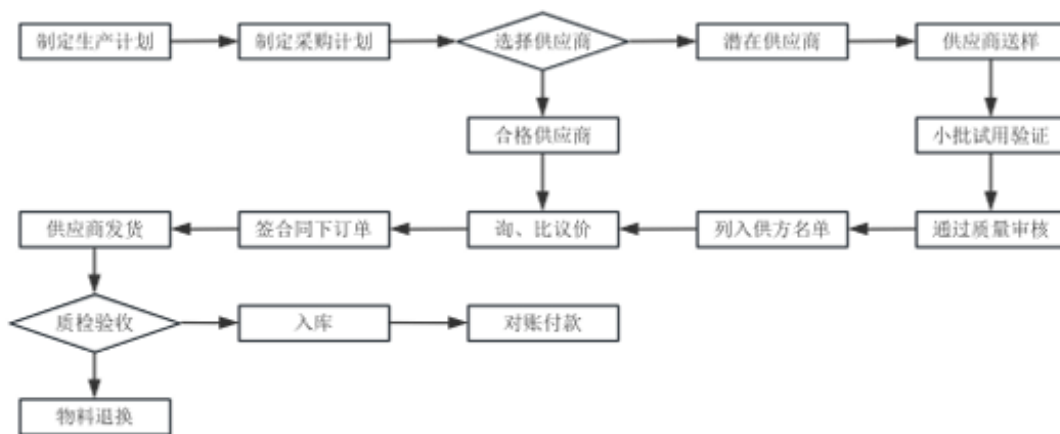 制定生产计划
制定采购计划
选择供应商
潜在供应商
供应商送样
合格供应商
小批试用验证
供应商发货
签合同下订单
询、比议价
列入供方名单
通过质量审核
质检验收
入库
对账付款
物料退换